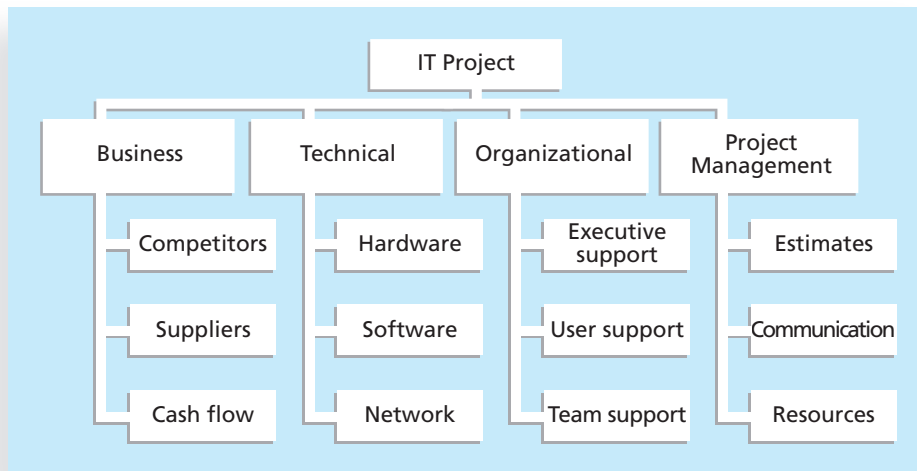 IT Project
Business
Technical
Organizational
Project
Management
Competitors
Hardware
Executive
support
Estimates
Suppliers
Software
User support
Communication
Cash flow
Network
Team support
Resources